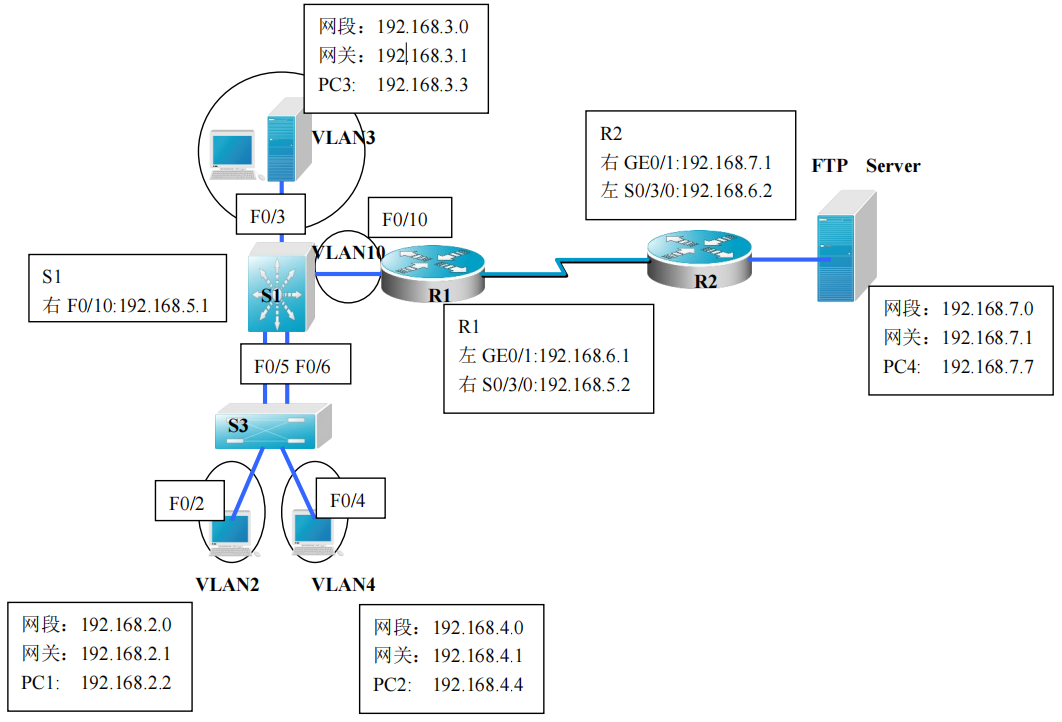 网段：192.168.3.0
网关：192.168.3.1
PC3: 192.168.3.3
VLAN3
F0/3
F0/10
VLAN10
S1
右 F0/10:192.168.5.1
S1
R1
R1
左 GE0/1:192.168.6.1
右 S0/3/0:192.168.5.2
R2
右 GE0/1:192.168.7.1
左 S0/3/0:192.168.6.2
R2
FTP Server
网段：192.168.7.0
网关：192.168.7.1
PC4: 192.168.7.7
F0/5 F0/6
S3
F0/2
F0/4
VLAN2
VLAN4
网段：192.168.2.0
网关：192.168.2.1
PC1: 192.168.2.2
网段：192.168.4.0
网关：192.168.4.1
PC2: 192.168.4.4